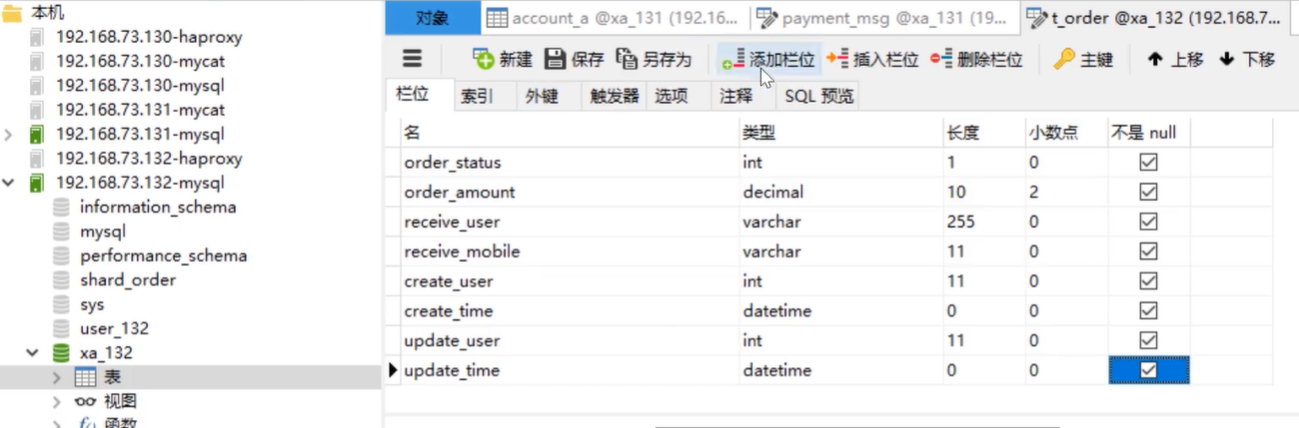 本机
192.168.73.130-haproxy
192.168.73.130-mycat
192.168.73.130-mysql
192.168.73.131-mycat
192.168.73.131-mysql
192.168.73.132-haproxy
192.168.73.132-mysql
information_schema
mysql
performance_schema
shard_order
sys
user_132
xa_132
表
视图
函数
对象 account_a @xa_131 (192.16... payment_msg @xa_131 (19... t_order @xa_132 (192.168.7...
新建 保存 另存为 添加栏位 插入栏位 删除栏位 主键 上移 下移
栏位 索引 外键 触发器 选项 注释 SQL 预览
名 类型 长度 小数点 不是 null
order_status int 1 0
order_amount decimal 10 2
receive_user varchar 255 0
receive_mobile varchar 11 0
create_user int 11 0
create_time datetime 0 0
update_user int 11 0
update_time datetime 0 0